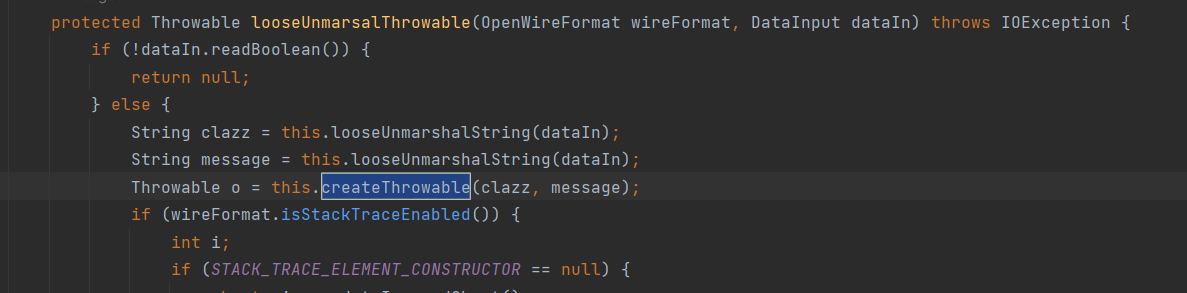 protected Throwable looseUnmarsalThrowable(OpenWireFormat wireFormat, DataInput dataIn) throws IOException {
if (!dataIn.readBoolean()) {
return null;
} else {
String clazz = this.looseUnmarshalString(dataIn);
String message = this.looseUnmarshalString(dataIn);
Throwable o = this.createThrowable(clazz, message);
if (wireFormat.isStackTraceEnabled()) {
int i;
if (STACK_TRACE_ELEMENT_CONSTRUCTOR == null) {